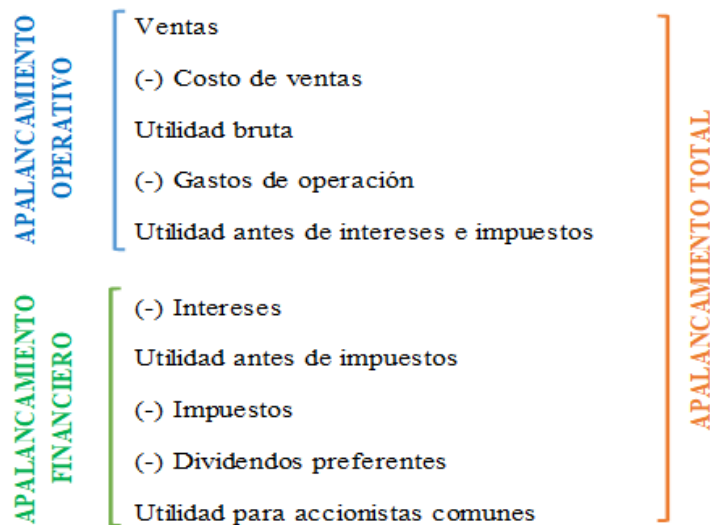 APALANCAMIENTO
OPERATIVO
Ventas
(-) Costo de ventas
Utilidad bruta
(-) Gastos de operación
Utilidad antes de intereses e impuestos
APALANCAMIENTO
FINANCIERO
(-) Intereses
Utilidad antes de impuestos
(-) Impuestos
(-) Dividendos preferentes
Utilidad para accionistas comunes
APALANCAMIENTO TOTAL